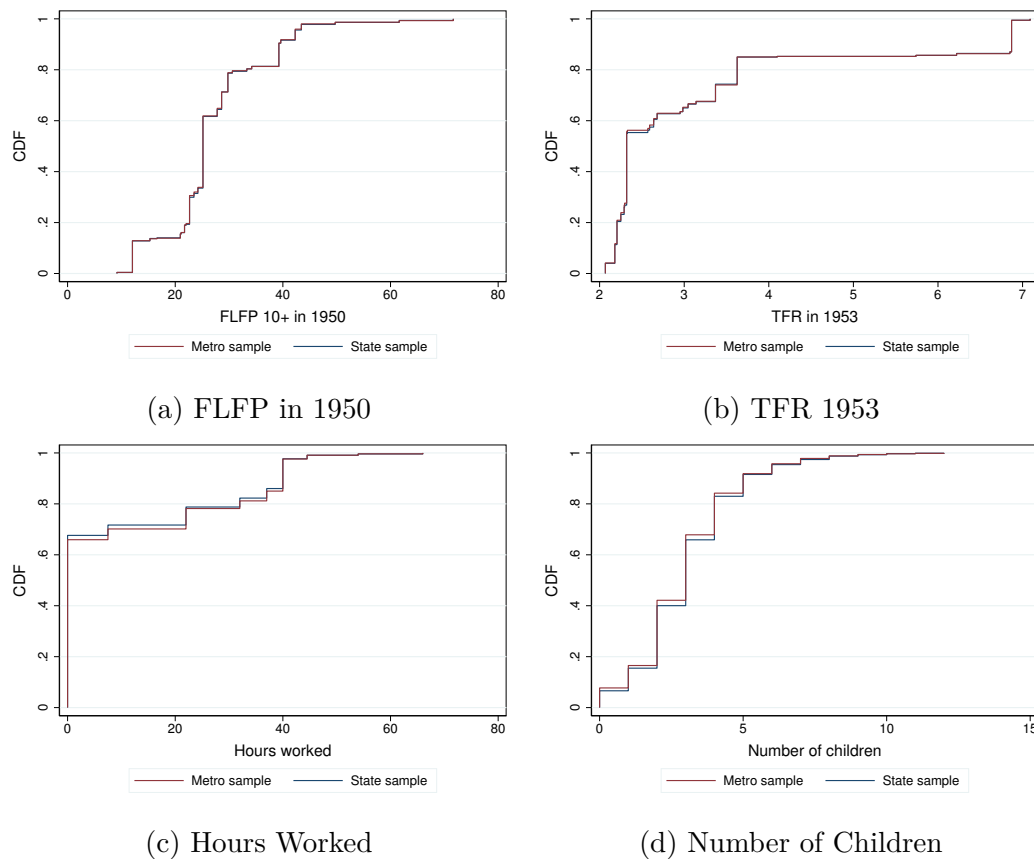 CDF
1
.8
.6
.4
.2
0
0 20 40 60 80
FLFP 10+ in 1950
Metro sample State sample
(a) FLFP in 1950
CDF
1
.8
.6
.4
.2
0
2 3 4 5 6 7
TFR in 1953
Metro sample State sample
(b) TFR 1953
CDF
1
.8
.6
.4
.2
0
0 20 40 60 80
Hours worked
Metro sample State sample
(c) Hours Worked
CDF
1
.8
.6
.4
.2
0
0 5 10 15
Number of children
Metro sample State sample
(d) Number of Children